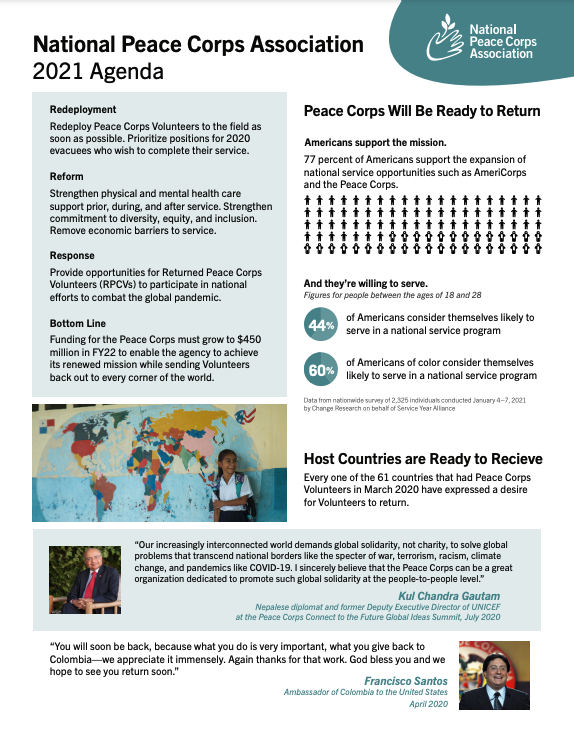 National Peace Corps Association
2021 Agenda
National
Peace Corps
Association
Redeployment
Redeploy Peace Corps Volunteers to the field as
soon as possible. Prioritize positions for 2020
evacuees who wish to complete their service.
Reform
Strengthen physical and mental health care
support prior, during, and after service. Strengthen
commitment to diversity, equity, and inclusion.
Remove economic barriers to service.
Response
Provide opportunities for Returned Peace Corps
Volunteers (RPCVs) to participate in national
efforts to combat the global pandemic.
Bottom Line
Funding for the Peace Corps must grow to $450
million in FY22 to enable the agency to achieve
its renewed mission while sending Volunteers
back out to every corner of the world.
Peace Corps Will Be Ready to Return
Americans support the mission.
77 percent of Americans support the expansion of
national service opportunities such as AmeriCorps
and the Peace Corps.
And they're willing to serve.
Figures for people between the ages of 18 and 28
44%
of Americans consider themselves likely to
serve in a national service program
60%
of Americans of color consider themselves
likely to serve in a national service program
Data from nationwide survey of 2,325 individuals conducted January 4–7, 2021
by Change Research on behalf of Service Year Alliance
Host Countries are Ready to Recieve
Every one of the 61 countries that had Peace Corps
Volunteers in March 2020 have expressed a desire
for Volunteers to return.
“Our increasingly interconnected world demands global solidarity, not charity, to solve global
problems that transcend national borders like the specter of war, terrorism, racism, climate
change, and pandemics like COVID-19. I sincerely believe that the Peace Corps can be a great
organization dedicated to promote such global solidarity at the people-to-people level.”
Kul Chandra Gautam
Nepalese diplomat and former Deputy Executive Director of UNICEF
at the Peace Corps Connect to the Future Global Ideas Summit, July 2020
“You will soon be back, because what you do is very important, what you give back to
Colombia—we appreciate it immensely. Again thanks for that work. God bless you and we
hope to see you return soon.”
Francisco Santos
Ambassador of Colombia to the United States
April 2020